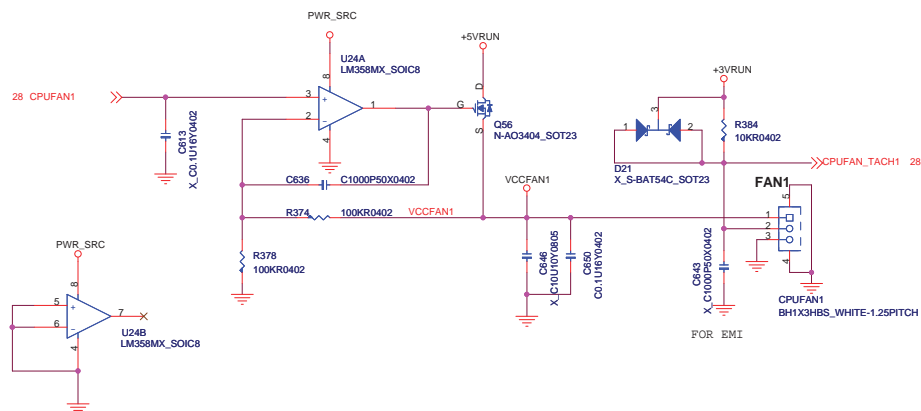 PWR_SRC
8
U24A
LM358MX_SOIC8
28 CPUFAN1
3
+
1
2
-
4
C613
X_C0.1U16Y0402
+5VRUN
D
G
S
Q56
N-AO3404_SOT23
C636
C1000P50X0402
R374
100KR0402
VCCFAN1
R378
100KR0402
VCCFAN1
C646
X_C10U10Y0805
C650
C0.1U16Y0402
+3VRUN
3
1
2
D21
X_S-BAT54C_SOT23
R384
10KR0402
CPUFAN_TACH1 28
FAN1
5
1
2
3
4
C643
X_C1000P50X0402
FOR EMI
CPUFAN1
BH1X3HBS_WHITE-1.25PITCH
PWR_SRC
8
5
+
7
6
-
4
U24B
LM358MX_SOIC8